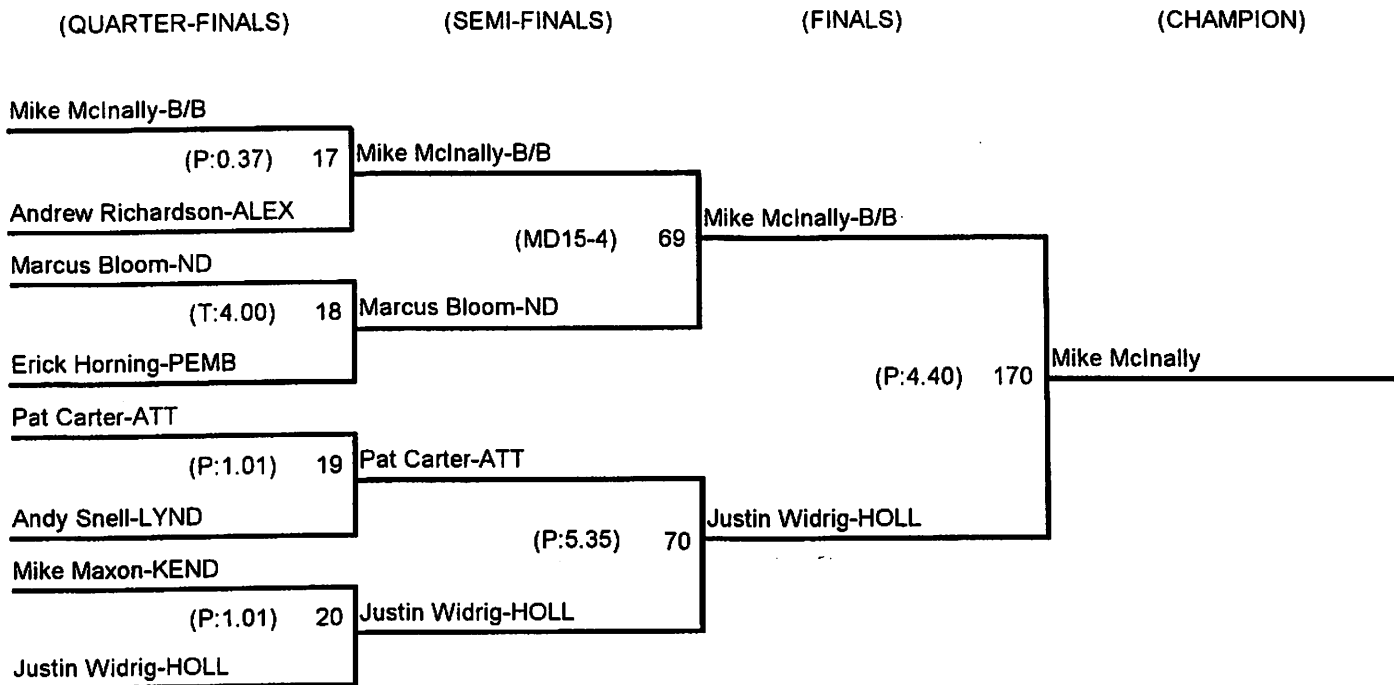 (QUARTER-FINALS) (SEMI-FINALS) (FINALS) (CHAMPION)
Mike McInally-B/B
(P:0.37) 17 Mike McInally-B/B
Andrew Richardson-ALEX
Mike McInally-B/B
(MD15-4) 69
Marcus Bloom-ND
(T:4.00) 18 Marcus Bloom-ND
Erick Horning-PEMB
Mike McInally
(P:4.40) 170
Pat Carter-ATT
(P:1.01) 19 Pat Carter-ATT
Andy Snell-LYND
Justin Widrig-HOLL
(P:5.35) 70
Mike Maxon-KEND
(P:1.01) 20 Justin Widrig-HOLL
Justin Widrig-HOLL